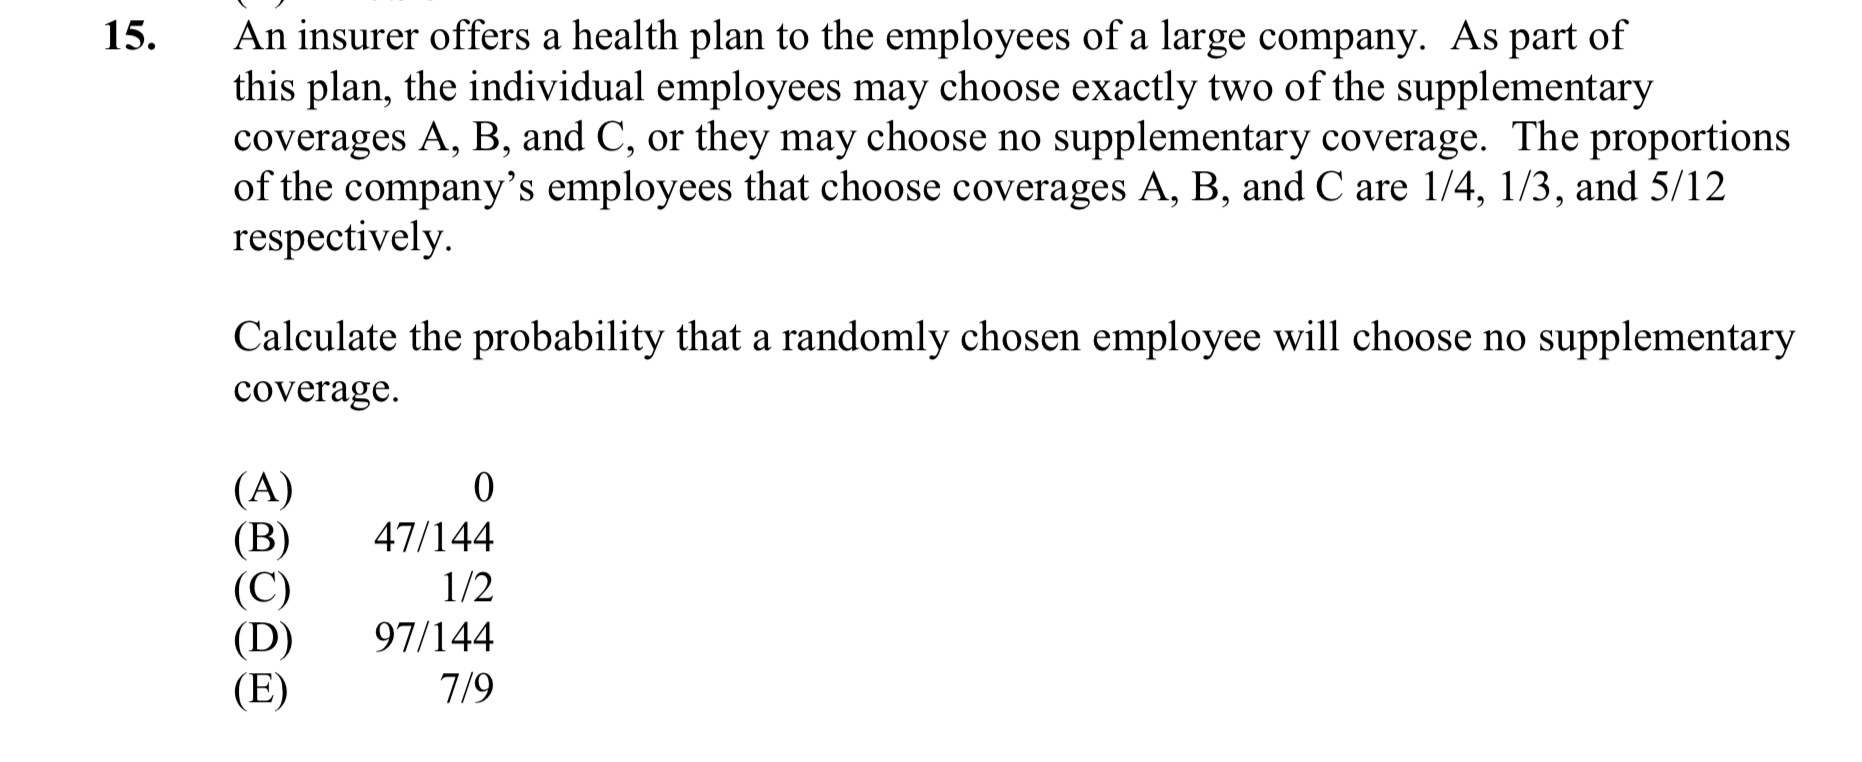 15. An insurer offers a health plan to the employees of a large company. As part of
this plan, the individual employees may choose exactly two of the supplementary
coverages A, B, and C, or they may choose no supplementary coverage. The proportions
of the company’s employees that choose coverages A, B, and C are 1/4, 1/3, and 5/12
respectively.
Calculate the probability that a randomly chosen employee will choose no supplementary
coverage.
(A) 0
(B) 47/144
(C) 1/2
(D) 97/144
(E) 7/9